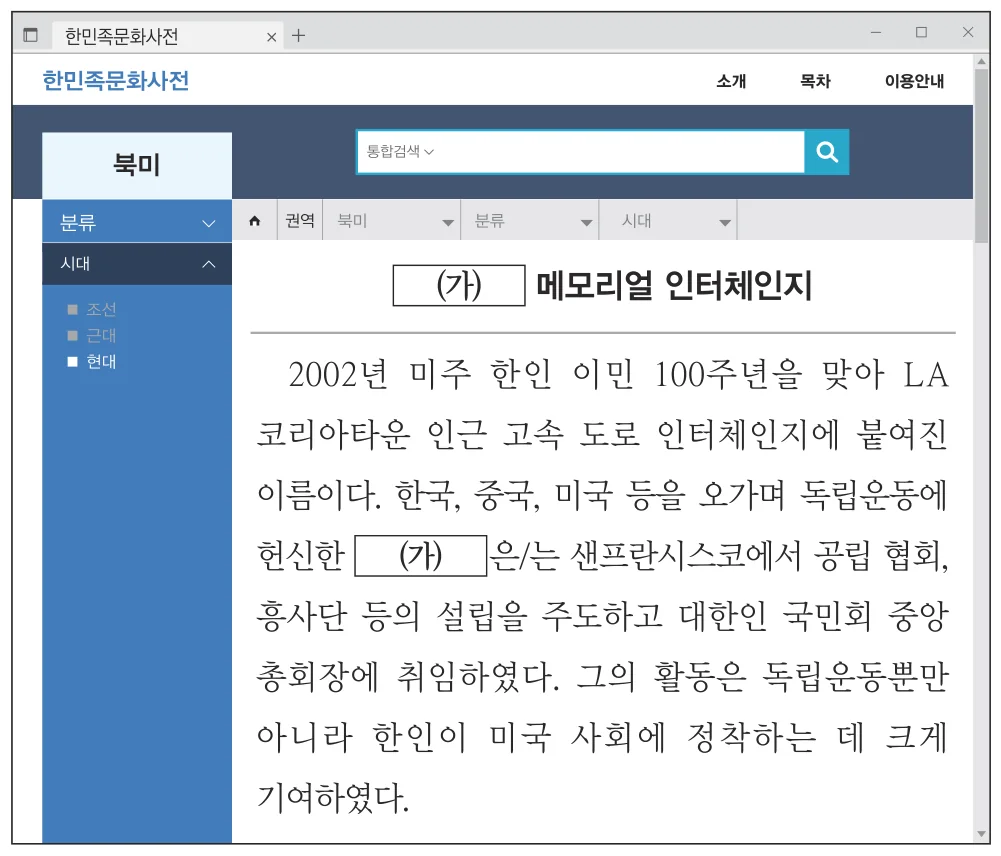 한민족문화사전
한민족문화사전
소개 목차 이용안내
북미
통합검색
분류
권역 북미 분류 시대
시대
조선
근대
현대
(가) 메모리얼 인터체인지
2002년 미주 한인 이민 100주년을 맞아 LA
코리아타운 인근 고속 도로 인터체인지에 붙여진
이름이다. 한국, 중국, 미국 등을 오가며 독립운동에
헌신한 (가) 은/는 샌프란시스코에서 공립 협회,
흥사단 등의 설립을 주도하고 대한인 국민회 중앙
총회장에 취임하였다. 그의 활동은 독립운동뿐만
아니라 한인이 미국 사회에 정착하는 데 크게
기여하였다.